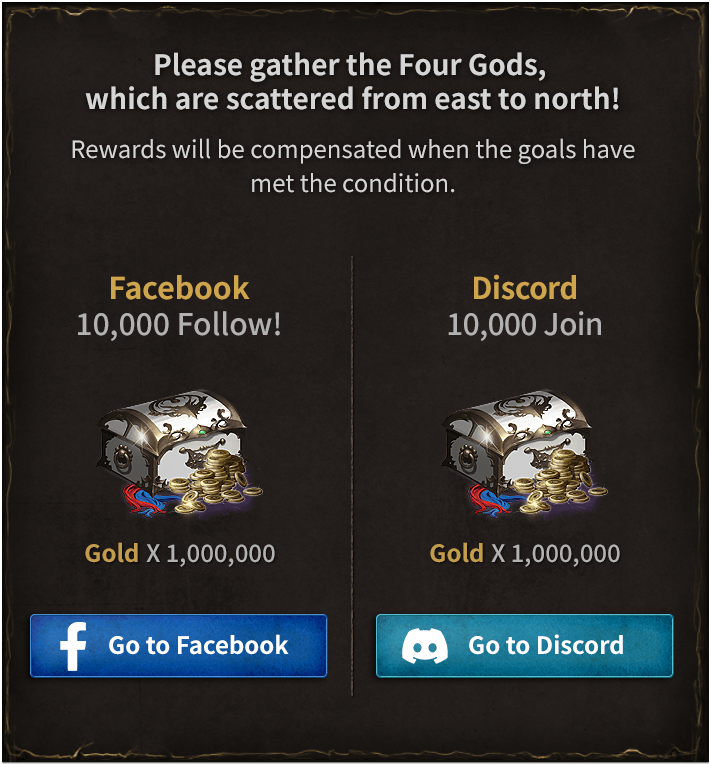 Please gather the Four Gods,
which are scattered from east to north!
Rewards will be compensated when the goals have
met the condition.
Facebook
10,000 Follow!
Gold X 1,000,000
Go to Facebook
Discord
10,000 Join
Gold X 1,000,000
Go to Discord